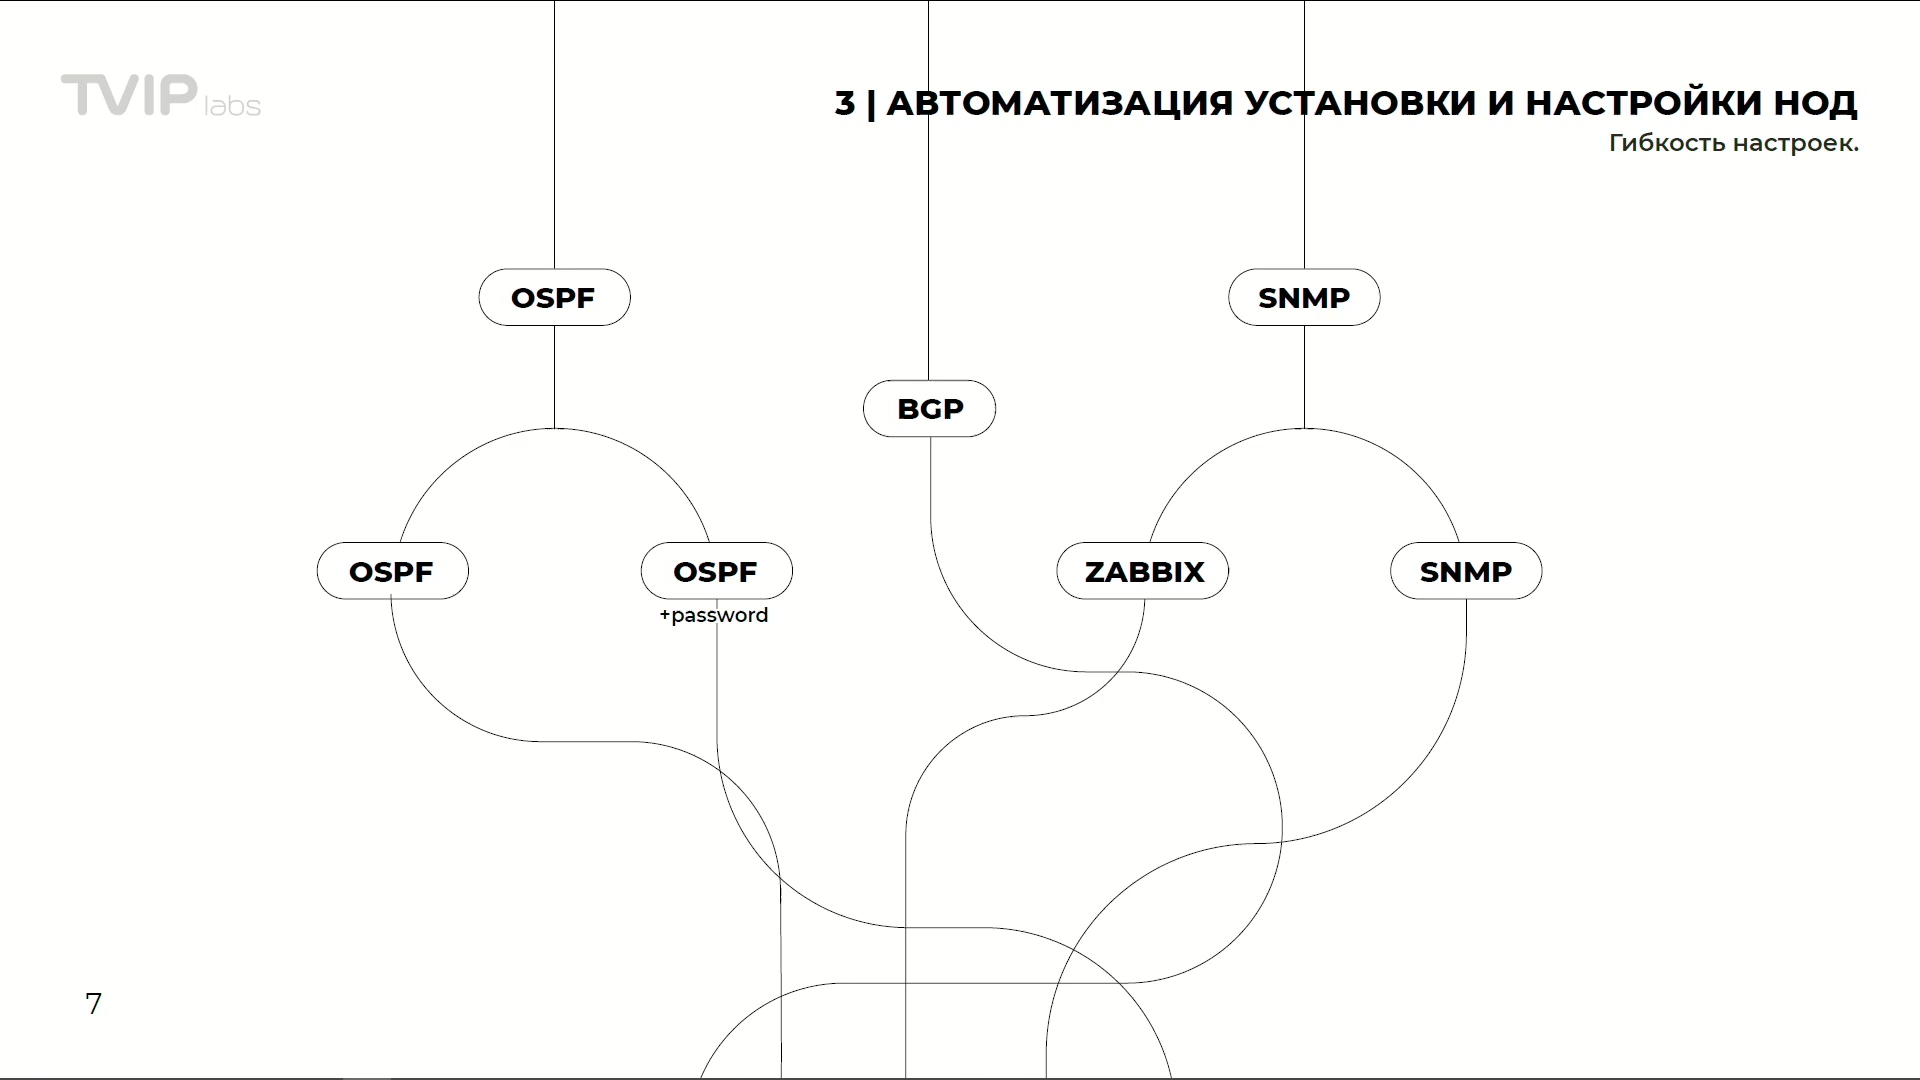 TVIP labs
3 | АВТОМАТИЗАЦИЯ УСТАНОВКИ И НАСТРОЙКИ НОД
Гибкость настроек.
OSPF
SNMP
BGP
OSPF
OSPF
+password
ZABBIX
SNMP
7